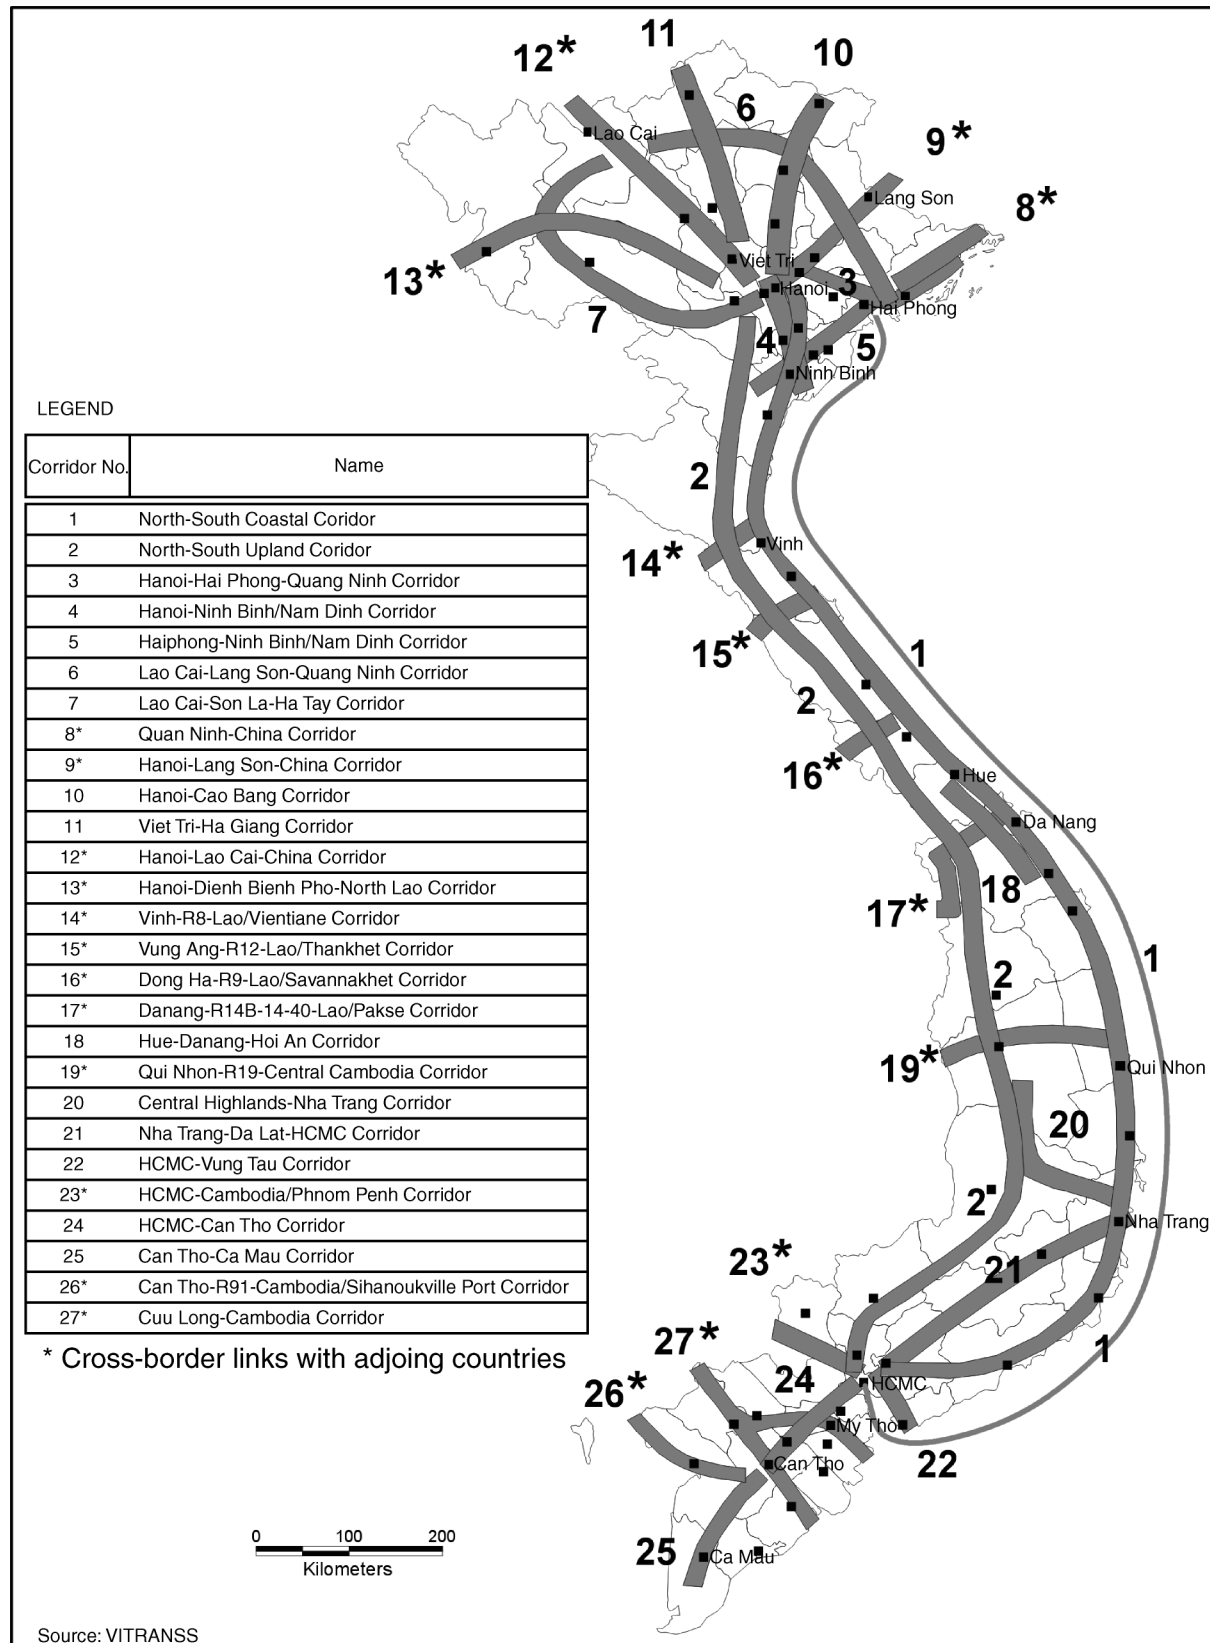 12*
11
10
6
9*
8*
Lao Cai
Lang Son
13*
Viet Tri
3
Hanoi
Hai Phong
7
4
5
Ninh Binh
2
14*
Vinh
15*
1
2
16*
Hue
Da Nang
18
17*
1
2
19*
Qui Nhon
20
2
Nha Trang
23*
21
27*
1
24
HCMC
26*
My Tho
22
Can Tho
25
Ca Mau
LEGEND
Corridor No. Name
1 North-South Coastal Coridor
2 North-South Upland Coridor
3 Hanoi-Hai Phong-Quang Ninh Corridor
4 Hanoi-Ninh Binh/Nam Dinh Corridor
5 Haiphong-Ninh Binh/Nam Dinh Corridor
6 Lao Cai-Lang Son-Quang Ninh Corridor
7 Lao Cai-Son La-Ha Tay Corridor
8* Quan Ninh-China Corridor
9* Hanoi-Lang Son-China Corridor
10 Hanoi-Cao Bang Corridor
11 Viet Tri-Ha Giang Corridor
12* Hanoi-Lao Cai-China Corridor
13* Hanoi-Dienh Bienh Pho-North Lao Corridor
14* Vinh-R8-Lao/Vientiane Corridor
15* Vung Ang-R12-Lao/Thankhet Corridor
16* Dong Ha-R9-Lao/Savannakhet Corridor
17* Danang-R14B-14-40-Lao/Pakse Corridor
18 Hue-Danang-Hoi An Corridor
19* Qui Nhon-R19-Central Cambodia Corridor
20 Central Highlands-Nha Trang Corridor
21 Nha Trang-Da Lat-HCMC Corridor
22 HCMC-Vung Tau Corridor
23* HCMC-Cambodia/Phnom Penh Corridor
24 HCMC-Can Tho Corridor
25 Can Tho-Ca Mau Corridor
26* Can Tho-R91-Cambodia/Sihanoukville Port Corridor
27* Cuu Long-Cambodia Corridor
* Cross-border links with adjoing countries
0 100 200
Kilometers
Source: VITRANSS